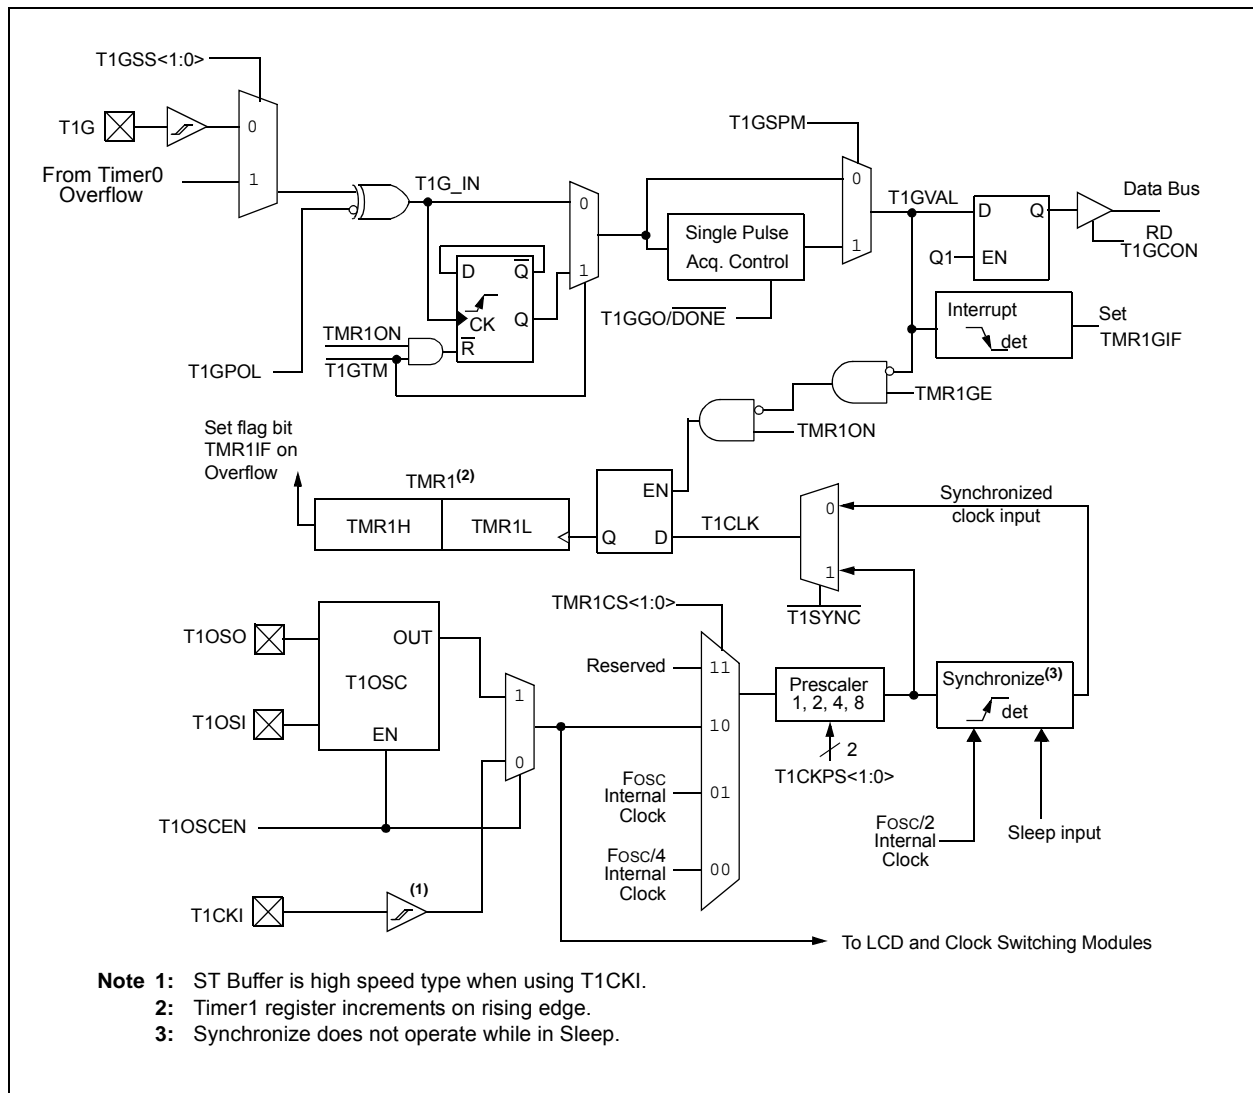 T1GSS<1:0>
T1G
0
From Timer0
Overflow
1
T1G_IN
0
1
D
Q
CK
Q
R
TMR1ON
T1GTM
T1GPOL
T1GSPM
0
1
Single Pulse
Acq. Control
T1GGO/DONE
T1GVAL
D
Q
Q1
EN
Data Bus
RD
T1GCON
Interrupt
det
Set
TMR1GIF
TMR1GE
TMR1ON
Set flag bit
TMR1IF on
Overflow
TMR1(2)
TMR1H
TMR1L
EN
Q
D
T1CLK
0
1
T1SYNC
Synchronized
clock input
T1OSO
T1OSI
OUT
T1OSC
EN
1
0
T1OSCEN
T1CKI
(1)
TMR1CS<1:0>
Reserved
11
10
FOSC
Internal
Clock
01
FOSC/4
Internal
Clock
00
Prescaler
1, 2, 4, 8
2
T1CKPS<1:0>
Synchronize(3)
det
FOSC/2
Internal
Clock
Sleep input
To LCD and Clock Switching Modules
Note 1: ST Buffer is high speed type when using T1CKI.
2: Timer1 register increments on rising edge.
3: Synchronize does not operate while in Sleep.